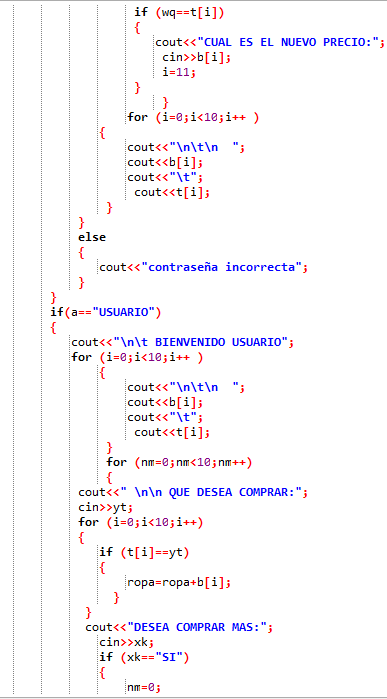 if (wq==t[i])
{
cout<<"CUAL ES EL NUEVO PRECIO:";
cin>>b[i];
i=11;
}
}
for (i=0;i<10;i++ )
{
cout<<"\n\t\n  ";
cout<<b[i];
cout<<"\t";
cout<<t[i];
}
}
else
{
cout<<"contraseña incorrecta";
}
}
if(a=="USUARIO")
{
cout<<"\n\t BIENVENIDO USUARIO";
for (i=0;i<10;i++ )
{
cout<<"\n\t\n  ";
cout<<b[i];
cout<<"\t";
cout<<t[i];
}
for (nm=0;nm<10;nm++)
{
cout<<" \n\n QUE DESEA COMPRAR:";
cin>>yt;
for (i=0;i<10;i++)
{
if (t[i]==yt)
{
ropa=ropa+b[i];
}
}
cout<<"DESEA COMPRAR MAS:";
cin>>xk;
if (xk=="SI")
{
nm=0;